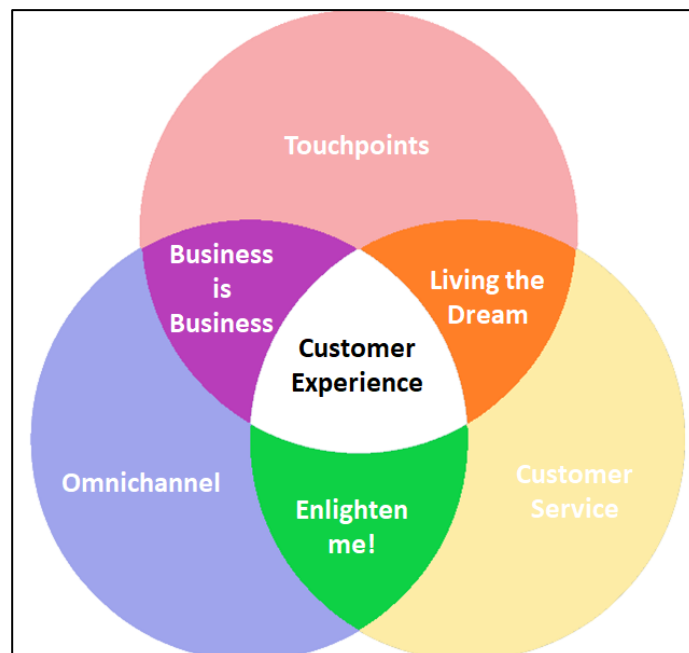 Touchpoints
Business
is
Business
Living the
Dream
Customer
Experience
Omnichannel
Customer
Service
Enlighten
me!